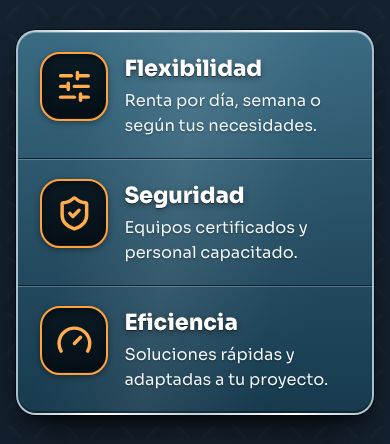 Flexibilidad
Renta por día, semana o
según tus necesidades.
Seguridad
Equipos certificados y
personal capacitado.
Eficiencia
Soluciones rápidas y
adaptadas a tu proyecto.